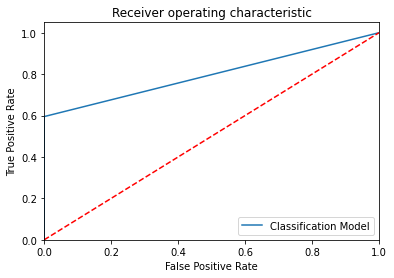 Receiver operating characteristic
True Positive Rate
1.0
0.8
0.6
0.4
0.2
0.0
Classification Model
0.0 0.2 0.4 0.6 0.8 1.0
False Positive Rate